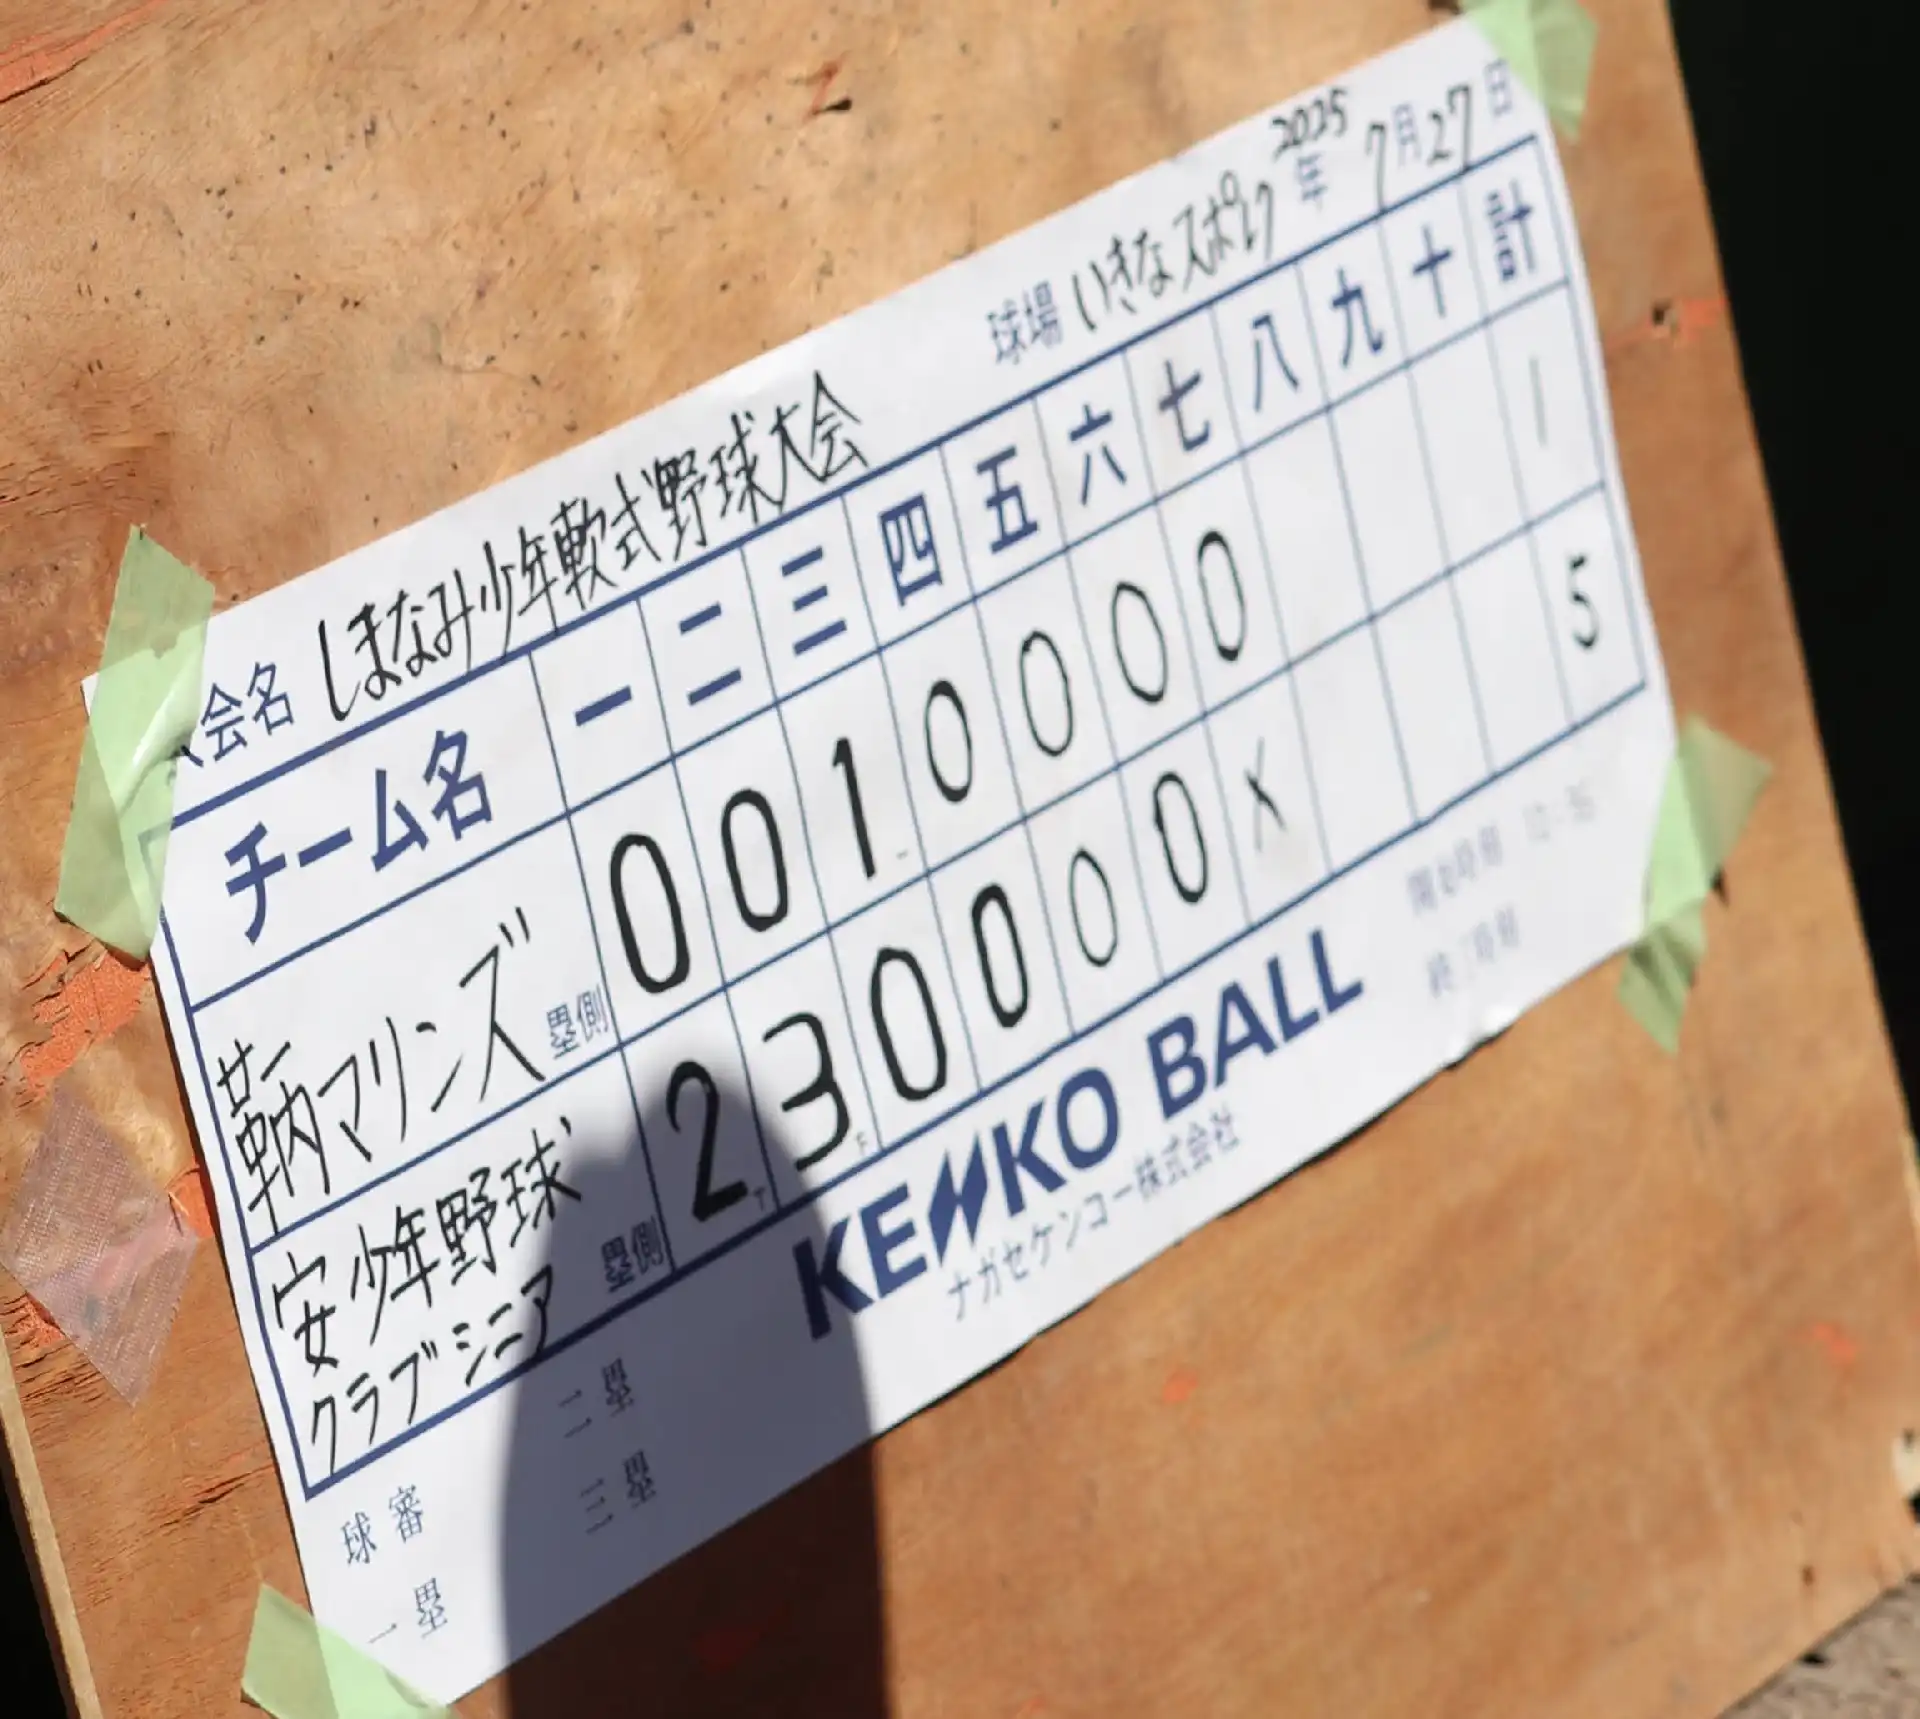 会名 しまなみ少年軟式野球大会 球場 いきなスポレク 2025年 7月27日
チーム名 一 二 三 四 五 六 七 八 九 十 計
鞆マリンズ 塁側 0 0 1 0 0 0 0 1
安少年野球クラブシニア 塁側 2 3 0 0 0 0 X 5
KENKO BALL
ナガセケンコー株式会社
開始時間
終了時間
球審 二塁
一塁 三塁